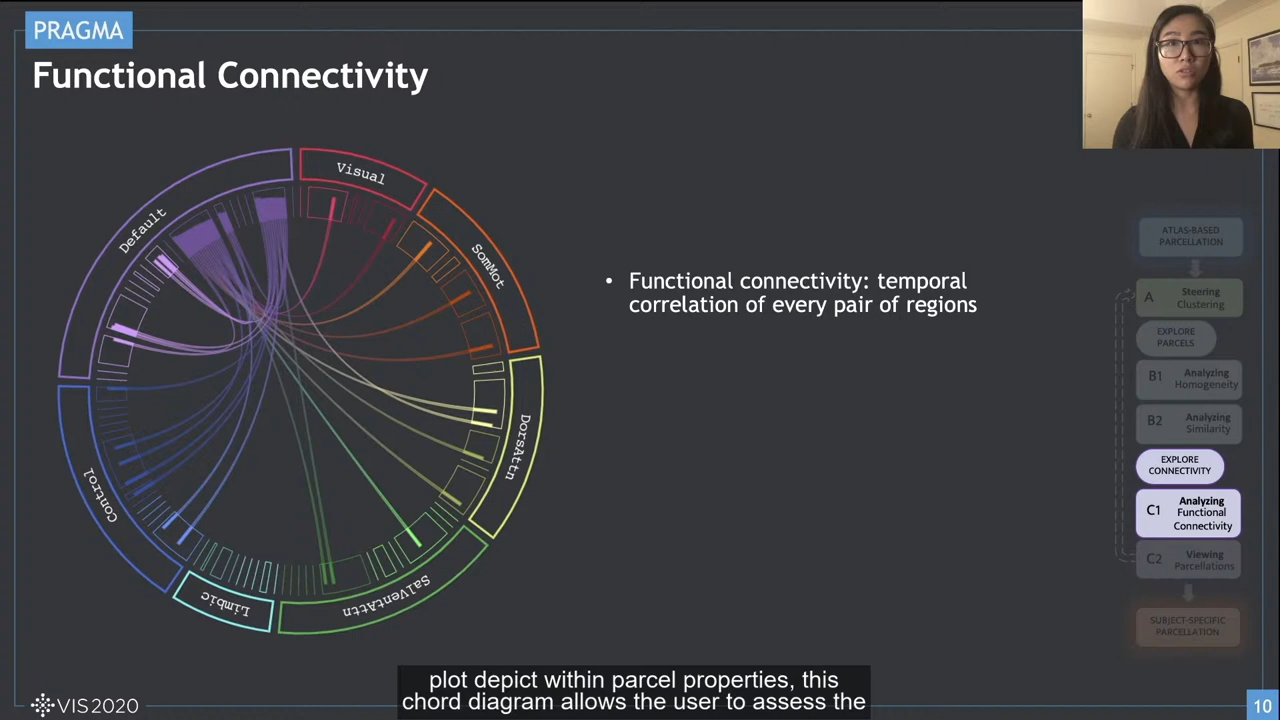 PRAGMA
Functional Connectivity
Visual
SomMot
DorsAttn
SalVentAttn
Limbic
Control
Default
• Functional connectivity: temporal
correlation of every pair of regions
ATLAS-BASED
PARCELLATION
A Steering
Clustering
EXPLORE
PARCELS
B1 Analyzing
Homogeneity
B2 Analyzing
Similarity
EXPLORE
CONNECTIVITY
C1 Analyzing
Functional
Connectivity
C2 Viewing
Parcellations
SUBJECT-SPECIFIC
PARCELLATION
plot depict within parcel properties, this
chord diagram allows the user to assess the
VIS2020
10